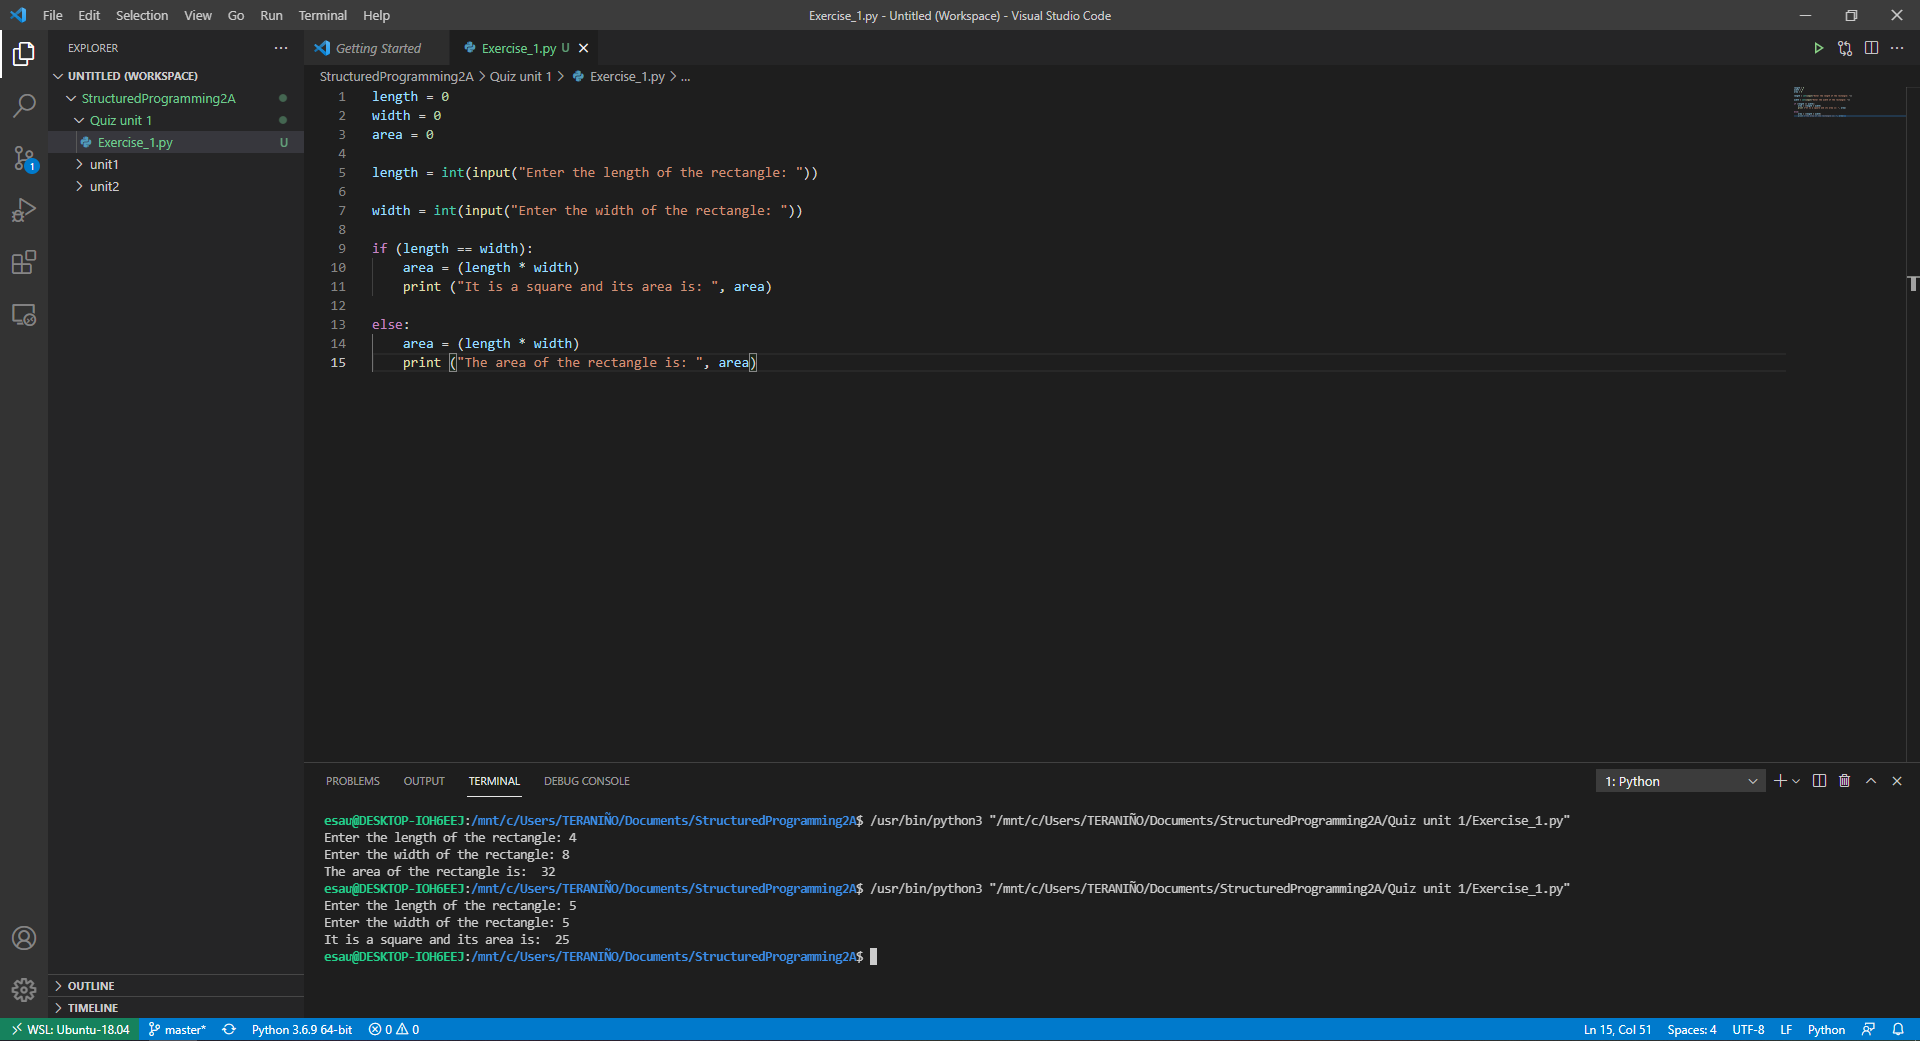 File Edit Selection View Go Run Terminal Help
Exercise_1.py - Untitled (Workspace) - Visual Studio Code
EXPLORER
UNTITLED (WORKSPACE)
StructuredProgramming2A
Quiz unit 1
Exercise_1.py U
unit1
unit2
OUTLINE
TIMELINE
Getting Started
Exercise_1.py U
StructuredProgramming2A > Quiz unit 1 > Exercise_1.py > ...
1 length = 0
2 width = 0
3 area = 0
4
5 length = int(input("Enter the length of the rectangle: "))
6
7 width = int(input("Enter the width of the rectangle: "))
8
9 if (length == width):
10     area = (length * width)
11     print ("It is a square and its area is: ", area)
12
13 else:
14     area = (length * width)
15     print ("The area of the rectangle is: ", area)
PROBLEMS OUTPUT TERMINAL DEBUG CONSOLE
1: Python
esau@DESKTOP-IOH6EEJ:/mnt/c/Users/TERANIÑO/Documents/StructuredProgramming2A$ /usr/bin/python3 "/mnt/c/Users/TERANIÑO/Documents/StructuredProgramming2A/Quiz unit 1/Exercise_1.py"
Enter the length of the rectangle: 4
Enter the width of the rectangle: 8
The area of the rectangle is:  32
esau@DESKTOP-IOH6EEJ:/mnt/c/Users/TERANIÑO/Documents/StructuredProgramming2A$ /usr/bin/python3 "/mnt/c/Users/TERANIÑO/Documents/StructuredProgramming2A/Quiz unit 1/Exercise_1.py"
Enter the length of the rectangle: 5
Enter the width of the rectangle: 5
It is a square and its area is:  25
esau@DESKTOP-IOH6EEJ:/mnt/c/Users/TERANIÑO/Documents/StructuredProgramming2A$
1
WSL: Ubuntu-18.04 master* Python 3.6.9 64-bit 0 0 Ln 15, Col 51 Spaces: 4 UTF-8 LF Python